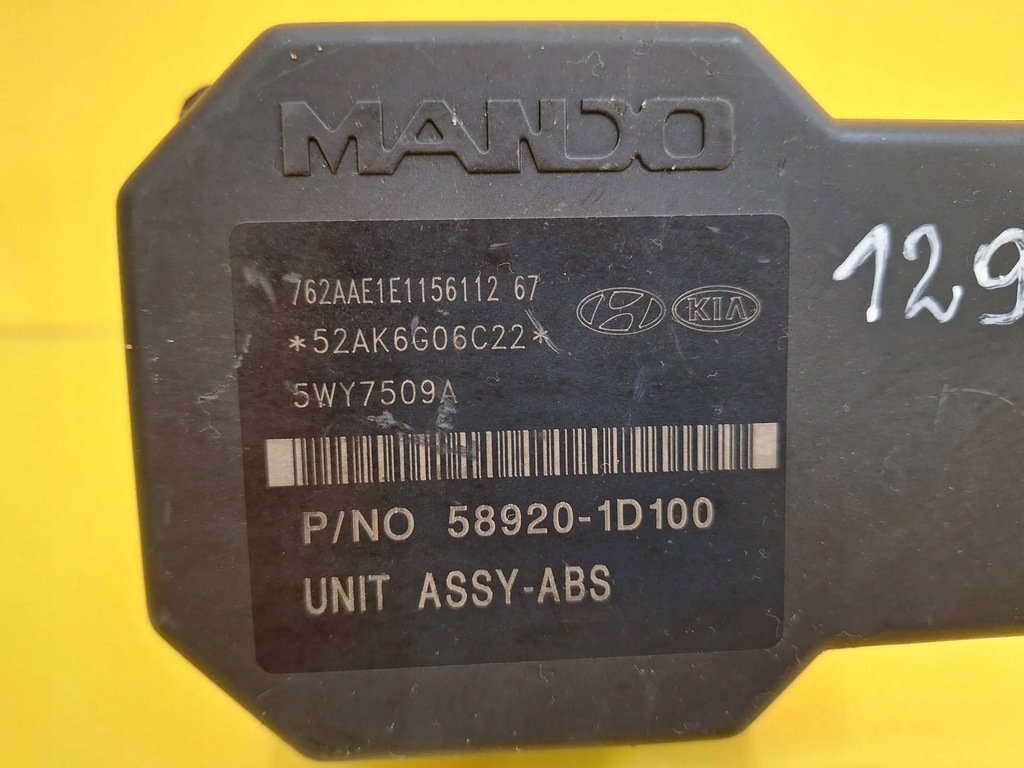 MANDO
762AAE1E1156112 67
KIA
*52AK6G06C22*
5WY7509A
P/NO 58920-1D100
UNIT ASSY-ABS
129